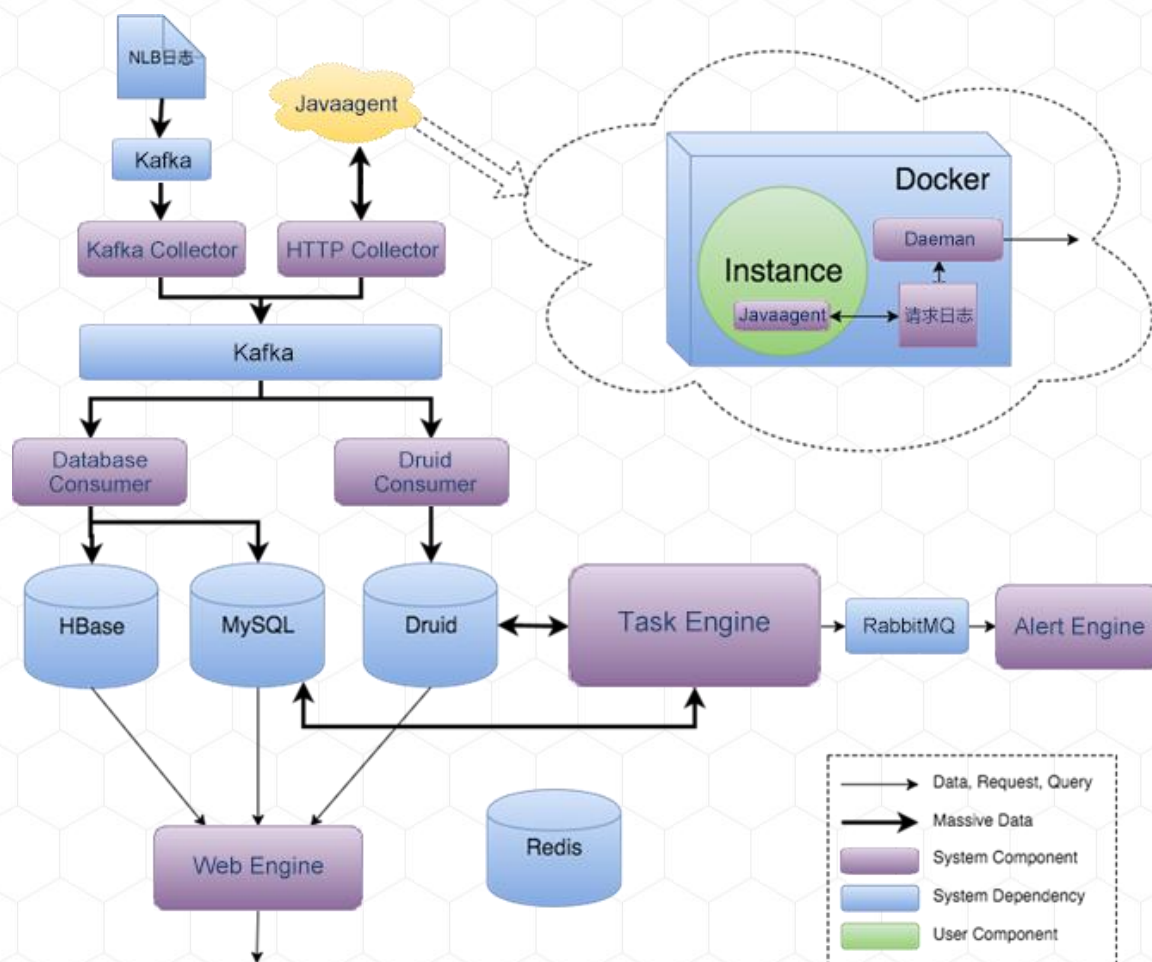 NLB日志
Javaagent
Kafka
Kafka Collector
HTTP Collector
Kafka
Database
Consumer
Druid
Consumer
HBase
MySQL
Druid
Task Engine
RabbitMQ
Alert Engine
Web Engine
Redis
Docker
Instance
Javaagent
Daeman
请求日志
Data, Request, Query
Massive Data
System Component
System Dependency
User Component